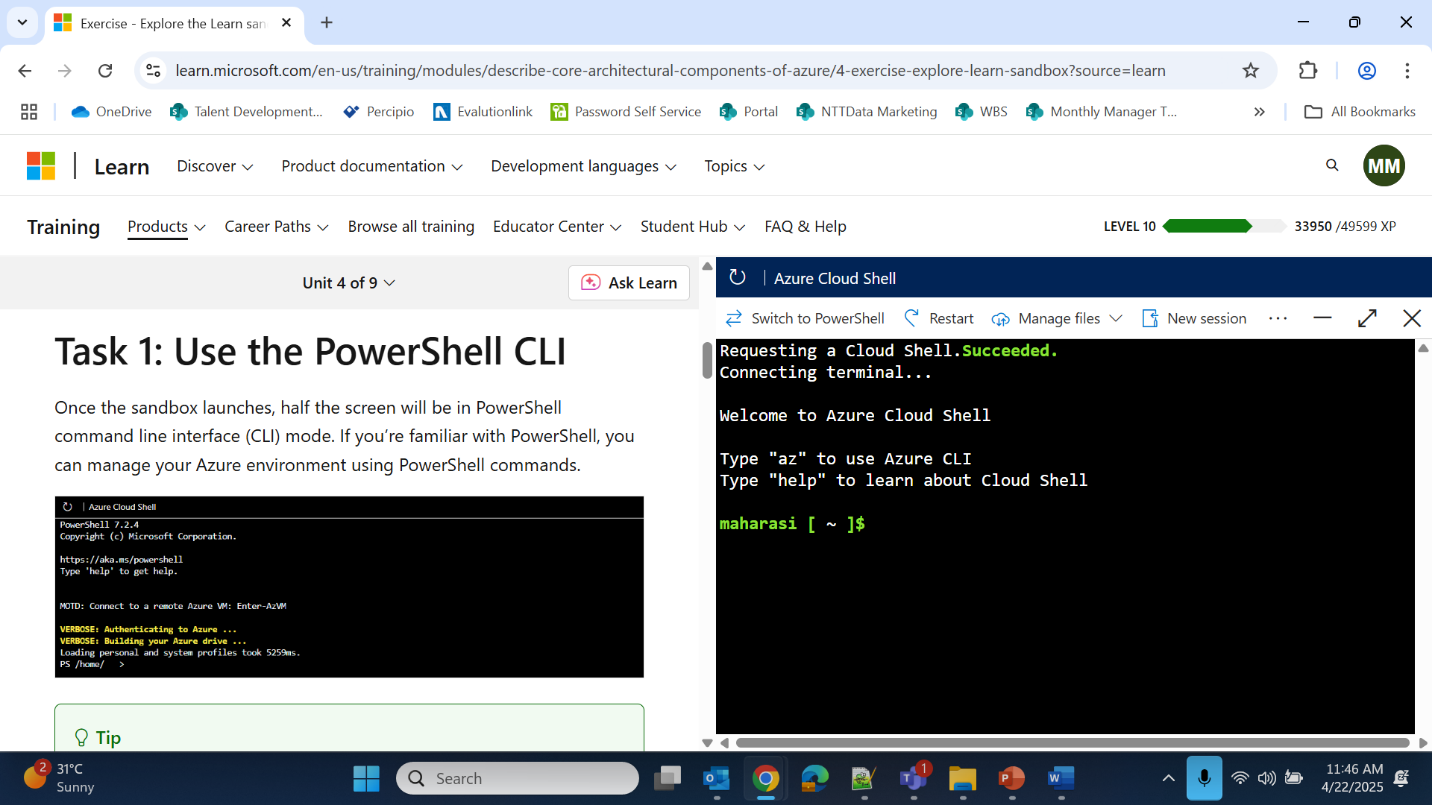 Exercise - Explore the Learn san
learn.microsoft.com/en-us/training/modules/describe-core-architectural-components-of-azure/4-exercise-explore-learn-sandbox?source=learn
OneDrive Talent Development... Percipio Evalutionlink Password Self Service Portal NTTData Marketing WBS Monthly Manager T... » All Bookmarks
Learn Discover Product documentation Development languages Topics MM
Training Products Career Paths Browse all training Educator Center Student Hub FAQ & Help LEVEL 10 33950 /49599 XP
Unit 4 of 9 Ask Learn
Task 1: Use the PowerShell CLI
Once the sandbox launches, half the screen will be in PowerShell
command line interface (CLI) mode. If you’re familiar with PowerShell, you
can manage your Azure environment using PowerShell commands.
Azure Cloud Shell
PowerShell 7.2.4
Copyright (c) Microsoft Corporation.
https://aka.ms/powershell
Type 'help' to get help.
MOTD: Connect to a remote Azure VM: Enter-AzVM
VERBOSE: Authenticating to Azure ...
VERBOSE: Building your Azure drive ...
Loading personal and system profiles took 5259ms.
PS /home/ >
Tip
Azure Cloud Shell
Switch to PowerShell Restart Manage files New session ...
Requesting a Cloud Shell.Succeeded.
Connecting terminal...
Welcome to Azure Cloud Shell
Type "az" to use Azure CLI
Type "help" to learn about Cloud Shell
maharasi [ ~ ]$
2 31°C
Sunny
Search
1
11:46 AM
4/22/2025